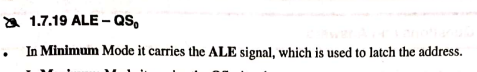 1.7.19 ALE – QS₀
• In Minimum Mode it carries the ALE signal, which is used to latch the address.